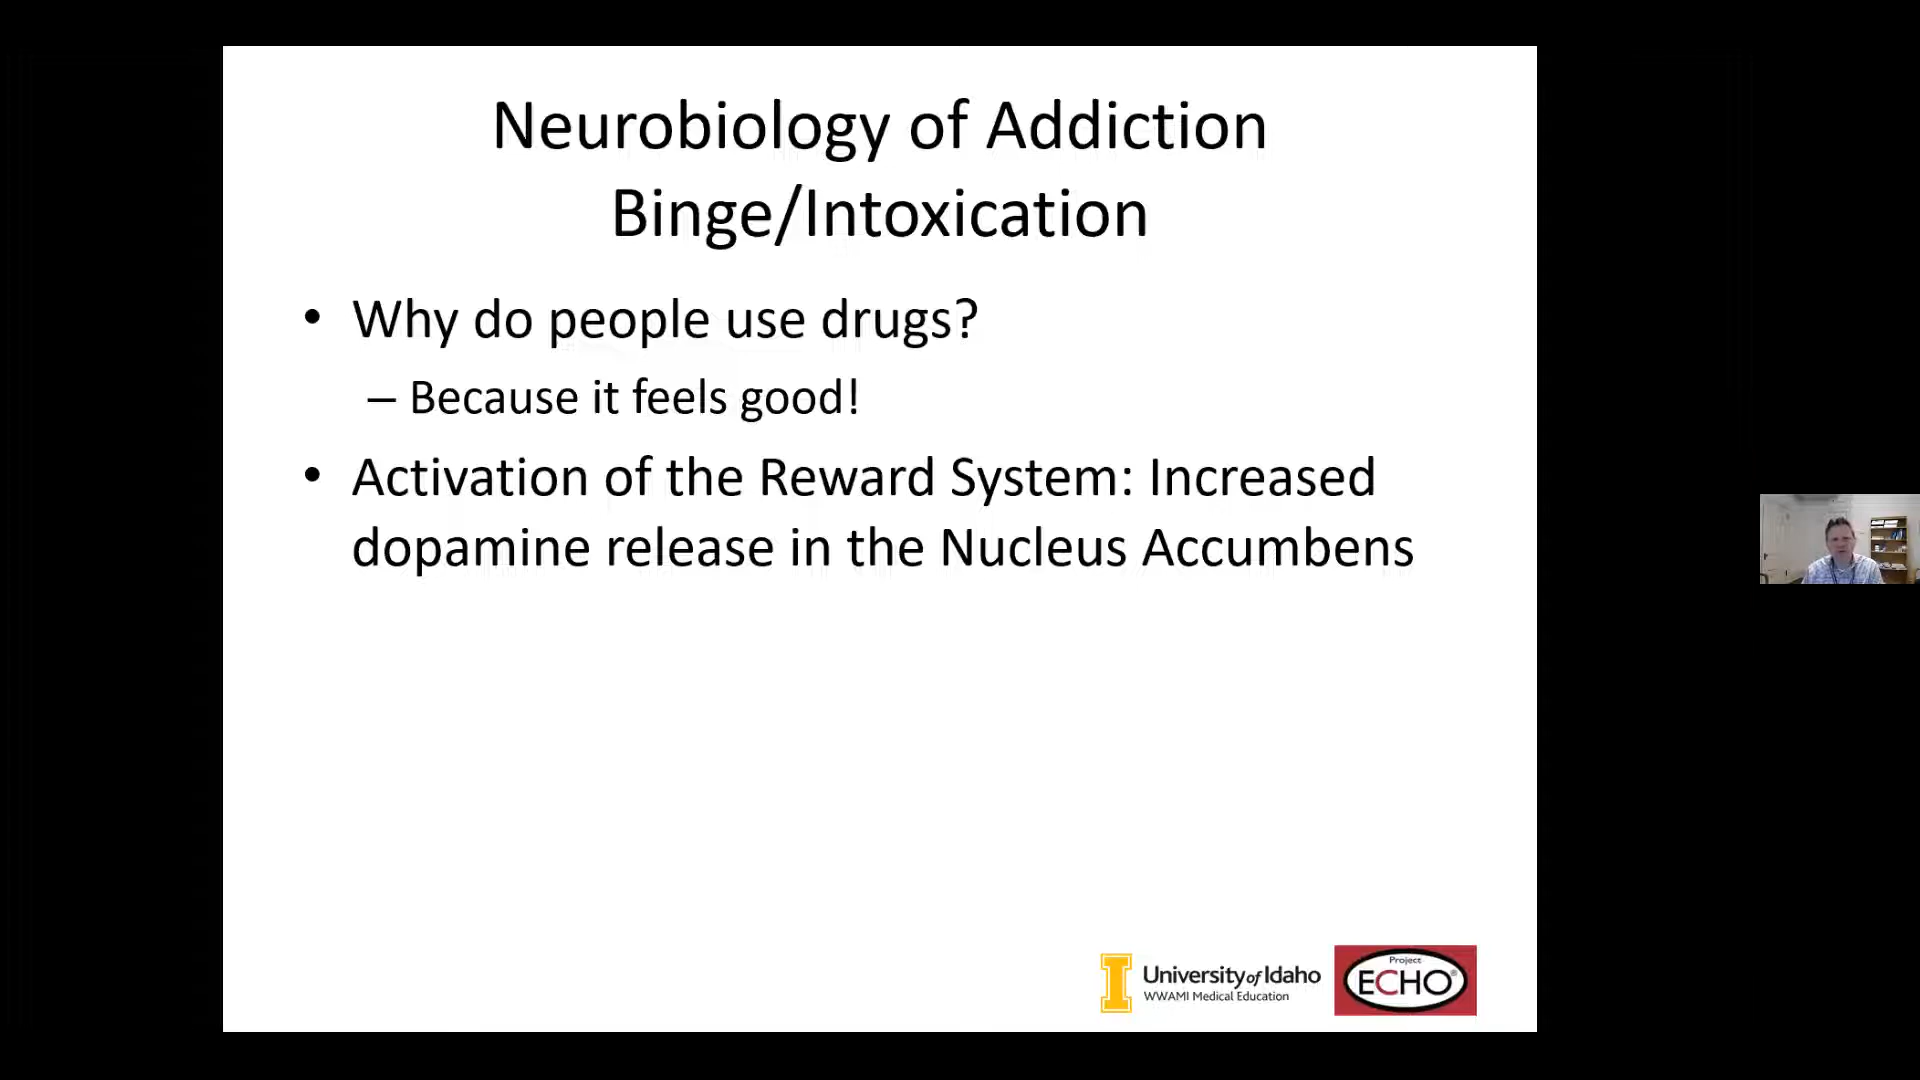 Neurobiology of Addiction
Binge/Intoxication
• Why do people use drugs?
– Because it feels good!
• Activation of the Reward System: Increased
dopamine release in the Nucleus Accumbens
I
University of Idaho
WWAMI Medical Education
Project
ECHO®